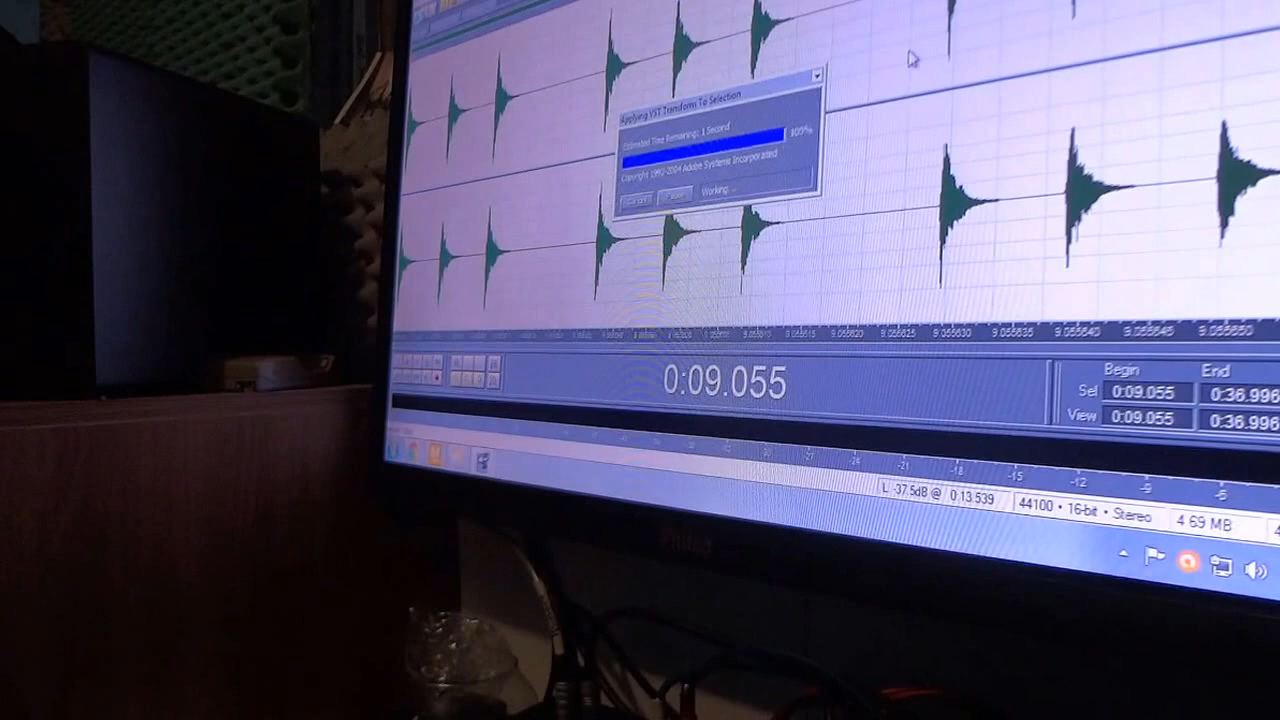 Applying VST Transform To Selection
Estimated Time Remaining: 1 Second
100%
Copyright 1992-2004 Adobe Systems Incorporated
Working...
9.055620 9.055625 9.055630 9.055635 9.055640 9.055645 9.055650
0:09.055
Begin End
Sel 0:09.055 0:36.996
View 0:09.055 0:36.996
-27 -24 -21 -18 -15 -12 -9 -6
L -37.5dB @ 0:13.539 44100 • 16-bit • Stereo 4.69 MB